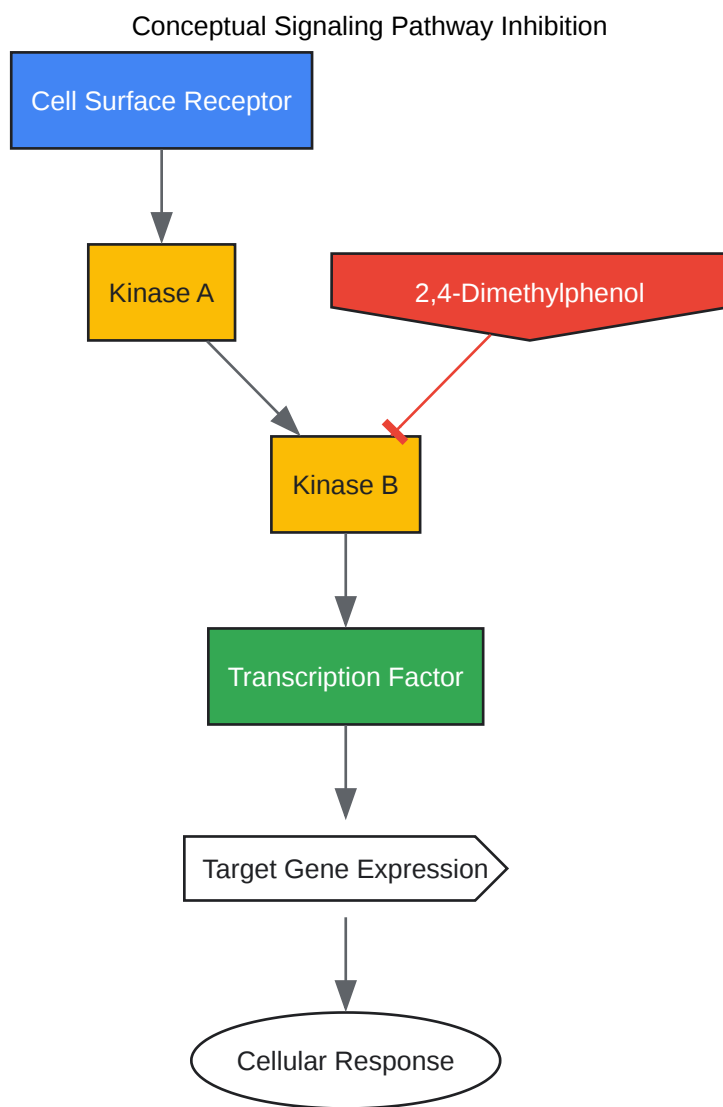 Conceptual Signaling Pathway Inhibition
Cell Surface Receptor
Kinase A
2,4-Dimethylphenol
Kinase B
Transcription Factor
Target Gene Expression
Cellular Response